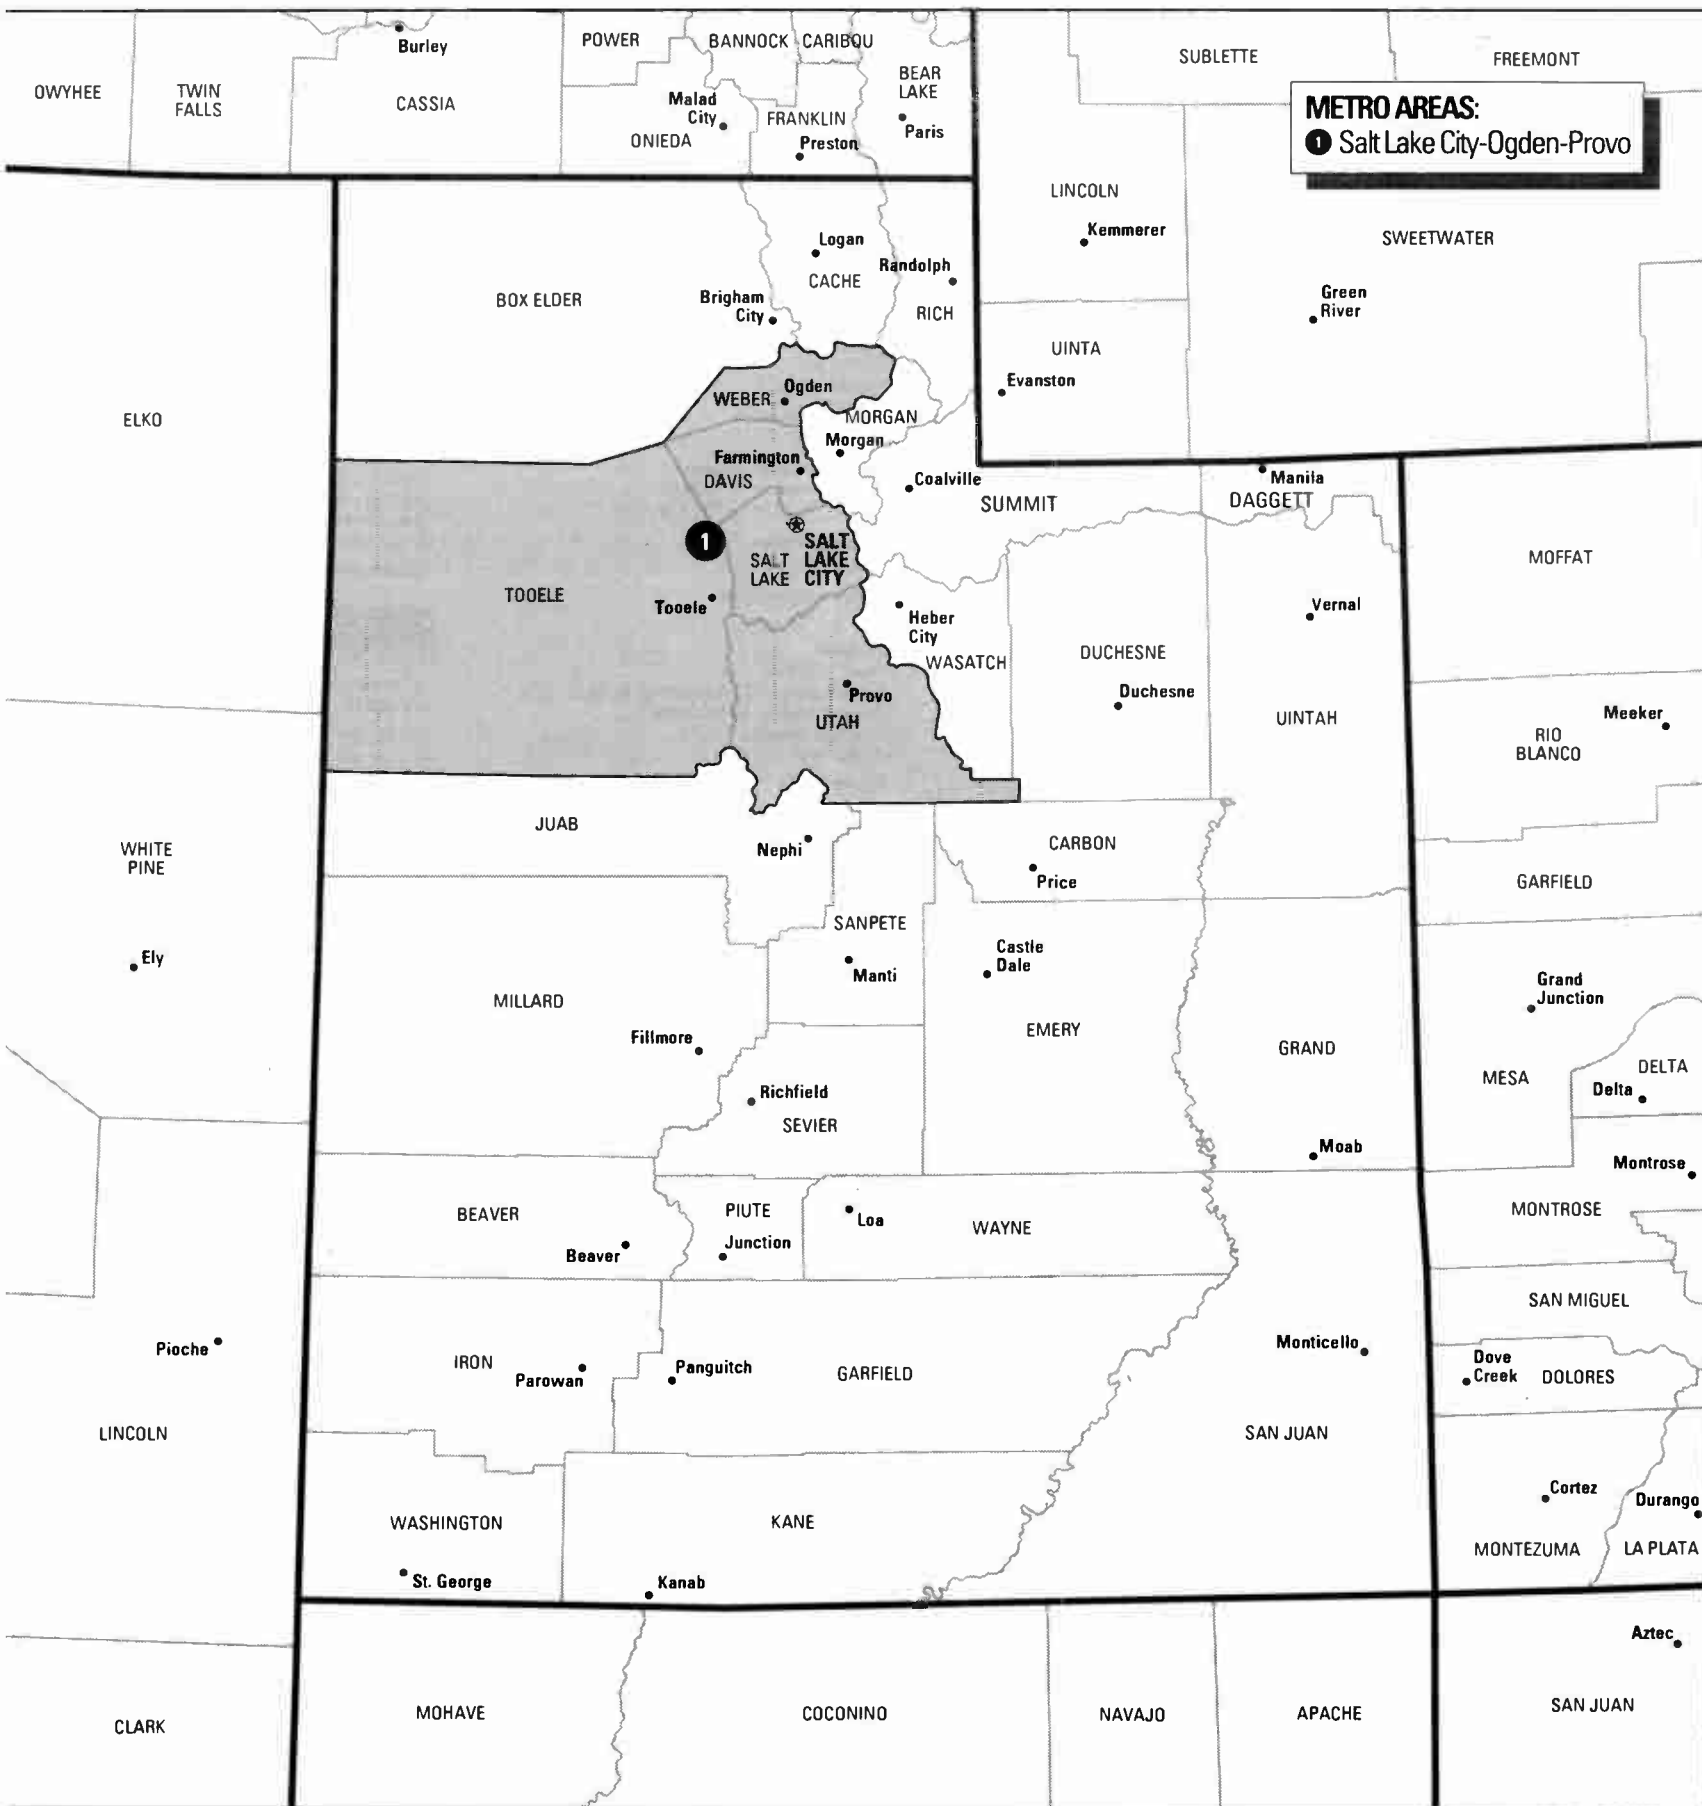 Burley
POWER
BANNOCK
CARIBOU
SUBLETTE
FREEMONT
OWYHEE
TWIN
FALLS
CASSIA
BEAR
LAKE
Malad
City
ONIEDA
FRANKLIN
Preston
Paris
METRO AREAS:
1 Salt Lake City-Ogden-Provo
LINCOLN
Kemmerer
SWEETWATER
Logan
CACHE
Randolph
RICH
BOX ELDER
Brigham
City
Green
River
UINTA
Evanston
ELKO
WEBER
Ogden
MORGAN
Morgan
Farmington
DAVIS
Coalville
SUMMIT
Manila
DAGGETT
MOFFAT
1
SALT
LAKE
CITY
SALT
LAKE
TOOELE
Tooele
Heber
City
WASATCH
Vernal
DUCHESNE
Duchesne
Provo
UTAH
UINTAH
Meeker
RIO
BLANCO
JUAB
Nephi
CARBON
Price
WHITE
PINE
GARFIELD
SANPETE
Manti
Castle
Dale
Ely
MILLARD
Fillmore
EMERY
GRAND
Grand
Junction
MESA
DELTA
Delta
Richfield
SEVIER
Moab
Montrose
MONTROSE
BEAVER
Beaver
PIUTE
Junction
Loa
WAYNE
SAN MIGUEL
Pioche
IRON
Parowan
Panguitch
GARFIELD
Monticello
Dove
Creek
DOLORES
LINCOLN
SAN JUAN
Cortez
Durango
WASHINGTON
KANE
MONTEZUMA
LA PLATA
St. George
Kanab
Aztec
CLARK
MOHAVE
COCONINO
NAVAJO
APACHE
SAN JUAN